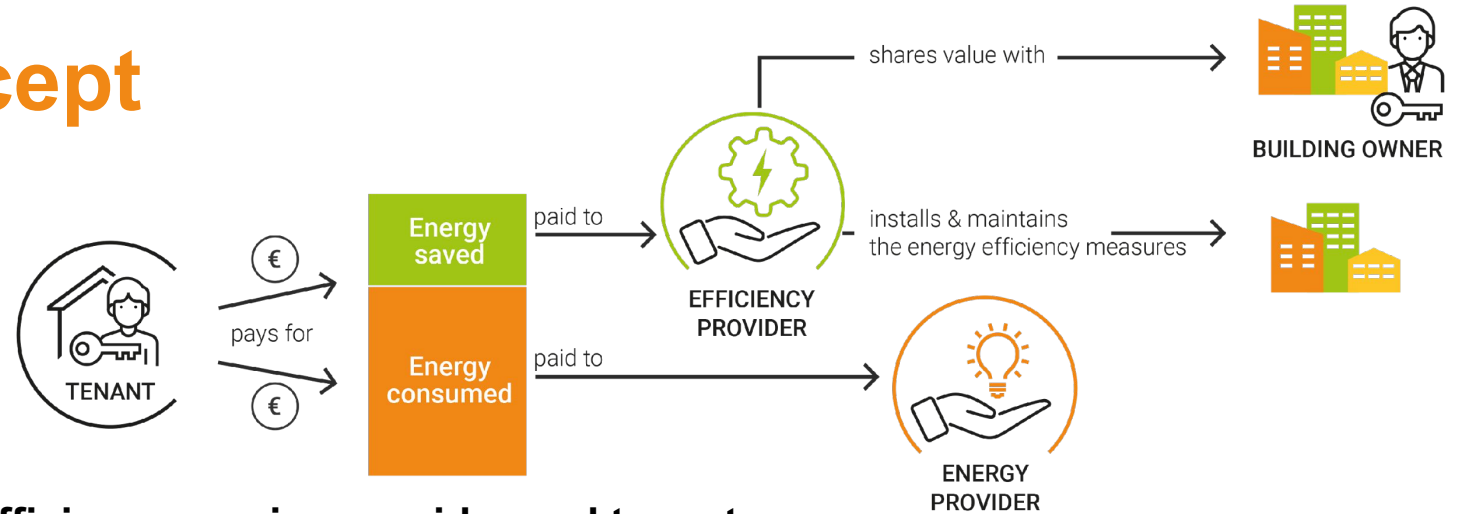 shares value with
BUILDING OWNER
Energy
saved
paid to
installs & maintains
the energy efficiency measures
EFFICIENCY
PROVIDER
€
pays for
€
TENANT
Energy
consumed
paid to
ENERGY
PROVIDER